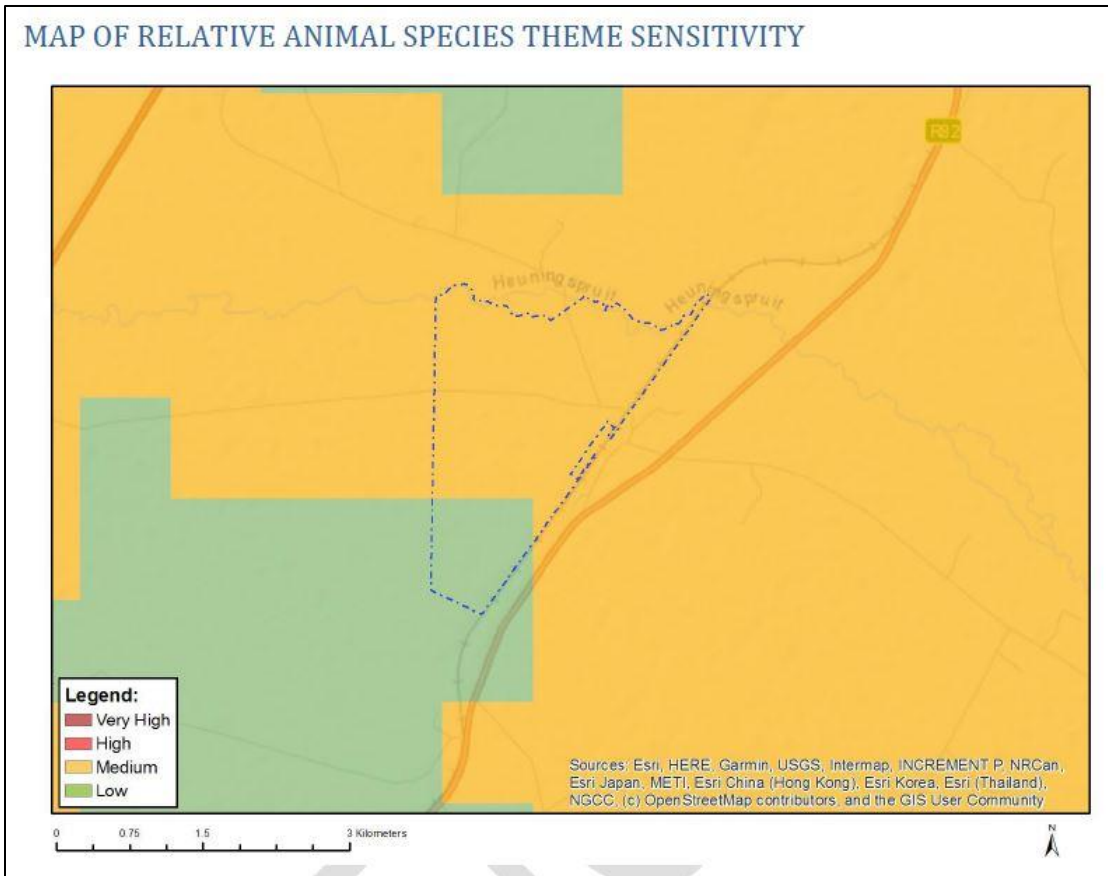 MAP OF RELATIVE ANIMAL SPECIES THEME SENSITIVITY
R92
Heuningspruit
Heuningspruit
Legend:
Very High
High
Medium
Low
Sources: Esri, HERE, Garmin, USGS, Intermap, INCREMENT P, NRCan,
Esri Japan, METI, Esri China (Hong Kong), Esri Korea, Esri (Thailand),
NGCC, (c) OpenStreetMap contributors, and the GIS User Community
0 0.75 1.5 3 Kilometers
N